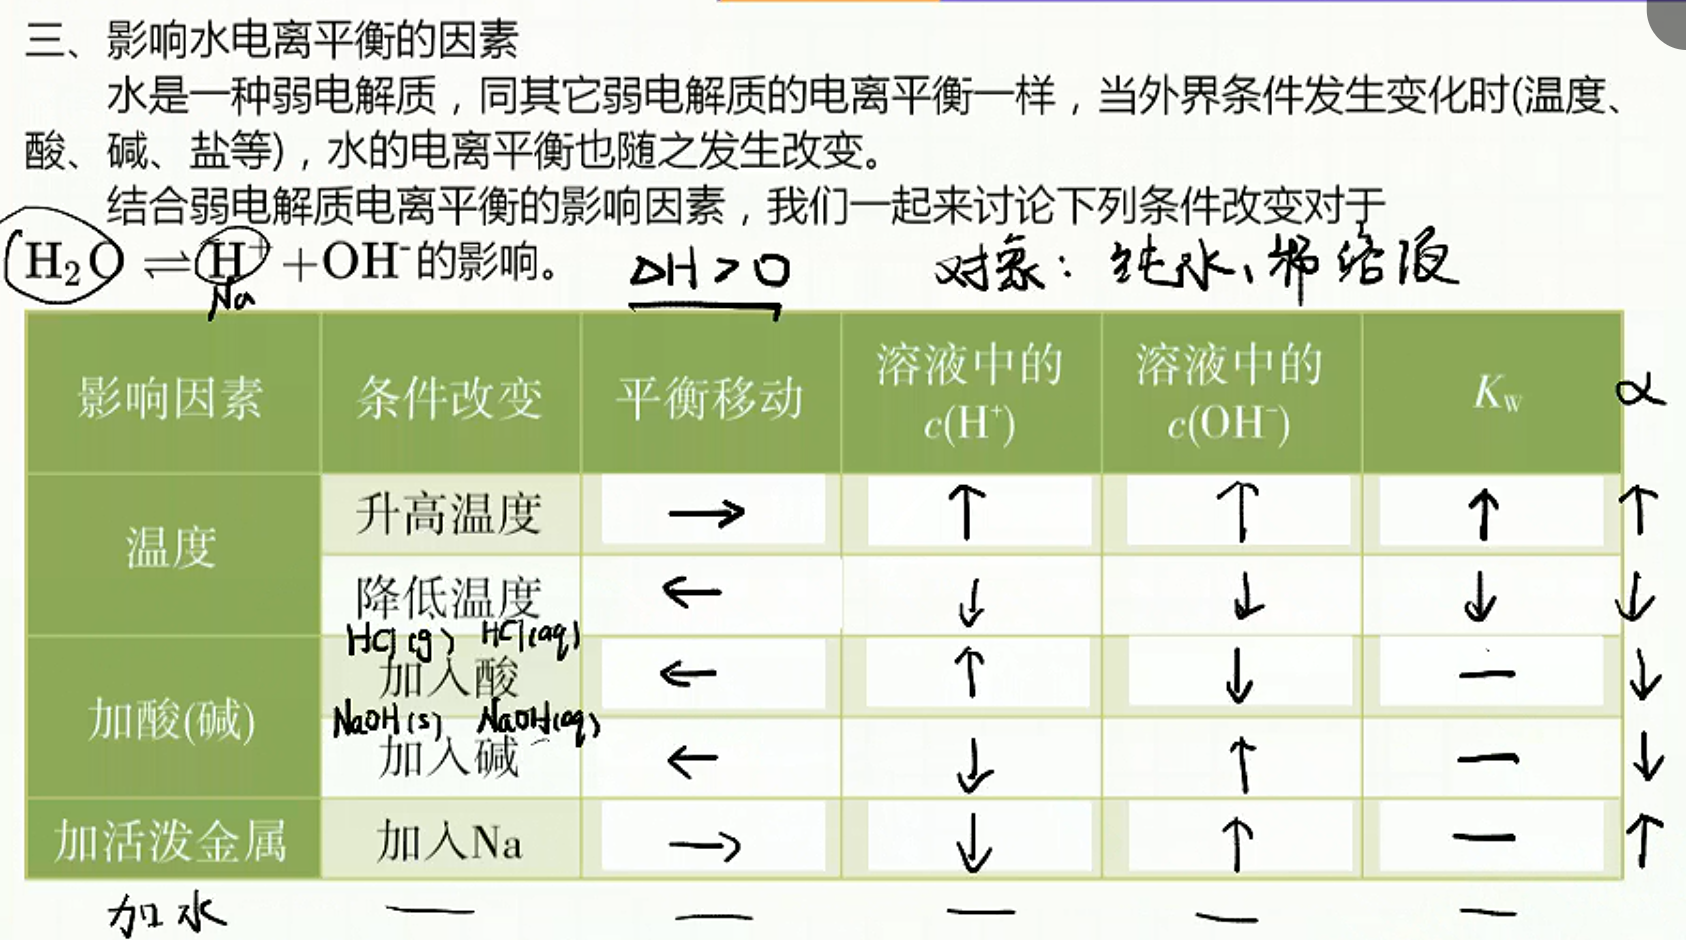 三、影响水电离平衡的因素
水是一种弱电解质，同其它弱电解质的电离平衡一样，当外界条件发生变化时(温度、
酸、碱、盐等)，水的电离平衡也随之发生改变。
结合弱电解质电离平衡的影响因素，我们一起来讨论下列条件改变对于
H₂O ⇌ H⁺ +OH⁻的影响。 ΔH>0 对象：纯水、稀溶液
Na
影响因素 条件改变 平衡移动 溶液中的c(H⁺) 溶液中的c(OH⁻) K_W α
温度 升高温度 → ↑ ↑ ↑ ↑
降低温度 ← ↓ ↓ ↓ ↓
HCl(g) HCl(aq)
加酸(碱) 加入酸 ← ↑ ↓ — ↓
NaOH(s) NaOH(aq)
加入碱 ← ↓ ↑ — ↓
加活泼金属 加入Na → ↓ ↑ — ↑
加水 — — — — —